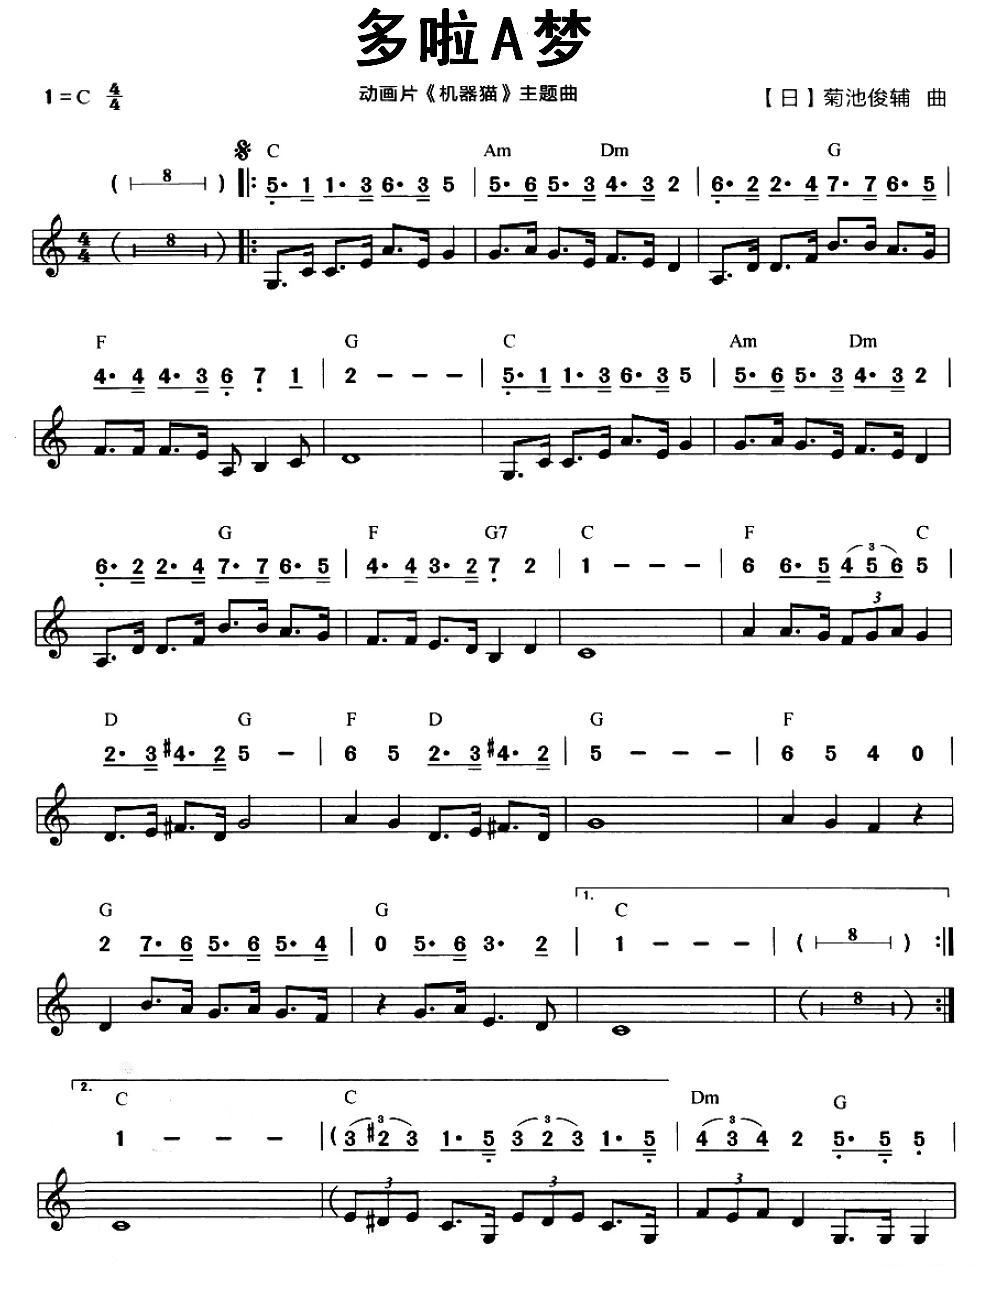 多啦A梦
1 = C 4/4 动画片《机器猫》主题曲 【日】菊池俊辅 曲
C Am Dm G
( 8 ) 5· 1 1· 3 6· 3 5 | 5· 6 5· 3 4· 3 2 | 6· 2 2· 4 7· 7 6· 5 |
4/4 ( 8 )
F G C Am Dm
4· 4 4· 3 6 7 1 | 2 – – – | 5· 1 1· 3 6· 3 5 | 5· 6 5· 3 4· 3 2 |
G F G7 C F C
6· 2 2· 4 7· 7 6· 5 | 4· 4 3· 2 7 2 | 1 – – – | 6 6· 5 3 4 5 6 5 |
3
D G F D G F
2· 3 #4· 2 5 – | 6 5 2· 3 #4· 2 | 5 – – – | 6 5 4 0 |
1.
G G C
2 7· 6 5· 6 5· 4 | 0 5· 6 3· 2 | 1 – – – | ( 8 ) :|
( 8 )
2.
C C Dm G
1 – – – | ( 3 3 #2 3 1· 5 3 3 2 3 1· 5 | 3 4 3 4 2 5· 5 5 |
( 3 3 3